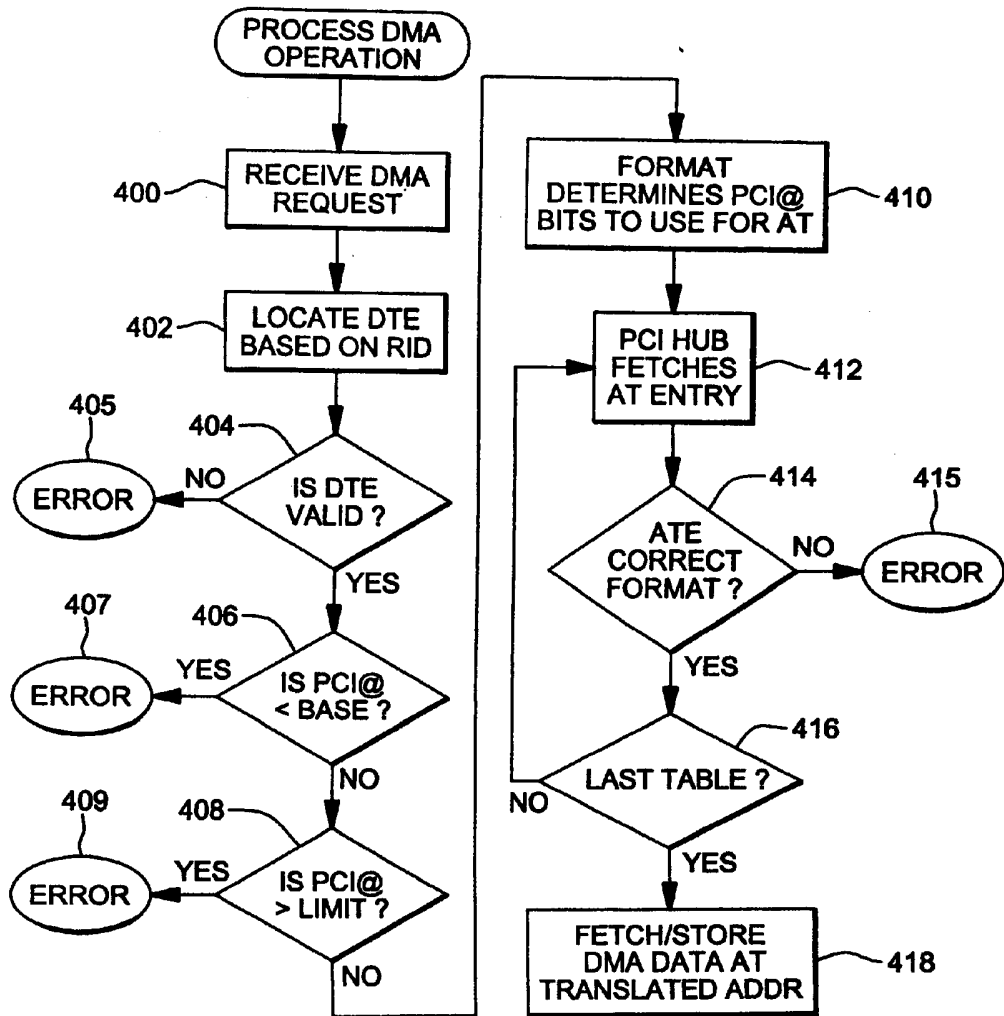 PROCESS DMA
OPERATION
400
RECEIVE DMA
REQUEST
402
LOCATE DTE
BASED ON RID
405
ERROR
404
NO
IS DTE
VALID ?
YES
407
ERROR
406
YES
IS PCI@
< BASE ?
NO
409
ERROR
408
YES
IS PCI@
> LIMIT ?
NO
FORMAT
DETERMINES PCI@
BITS TO USE FOR AT
410
PCI HUB
FETCHES
AT ENTRY
412
414
ATE
CORRECT
FORMAT ?
NO
415
ERROR
YES
416
LAST TABLE ?
NO
YES
FETCH/STORE
DMA DATA AT
TRANSLATED ADDR
418